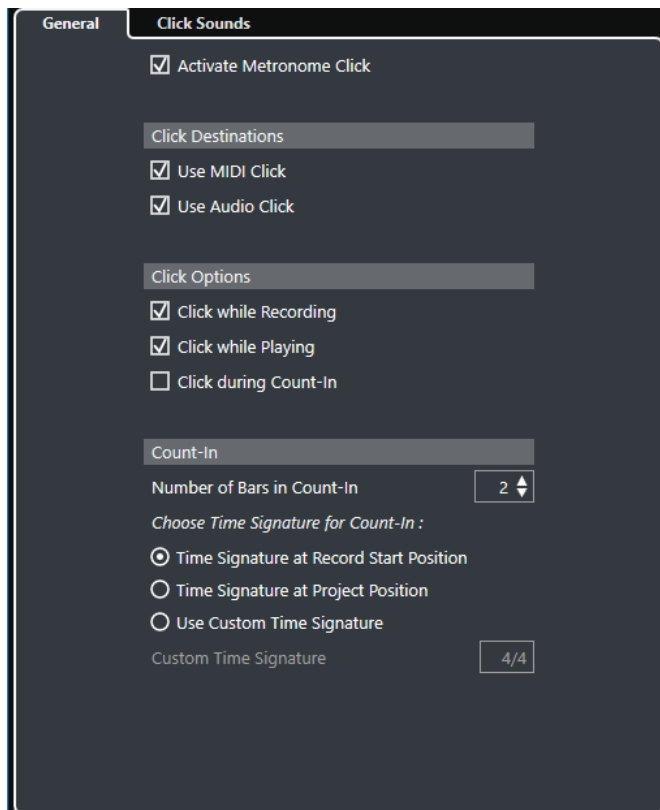 General Click Sounds
Activate Metronome Click
Click Destinations
Use MIDI Click
Use Audio Click
Click Options
Click while Recording
Click while Playing
Click during Count-In
Count-In
Number of Bars in Count-In 2
Choose Time Signature for Count-In :
Time Signature at Record Start Position
Time Signature at Project Position
Use Custom Time Signature
Custom Time Signature 4/4